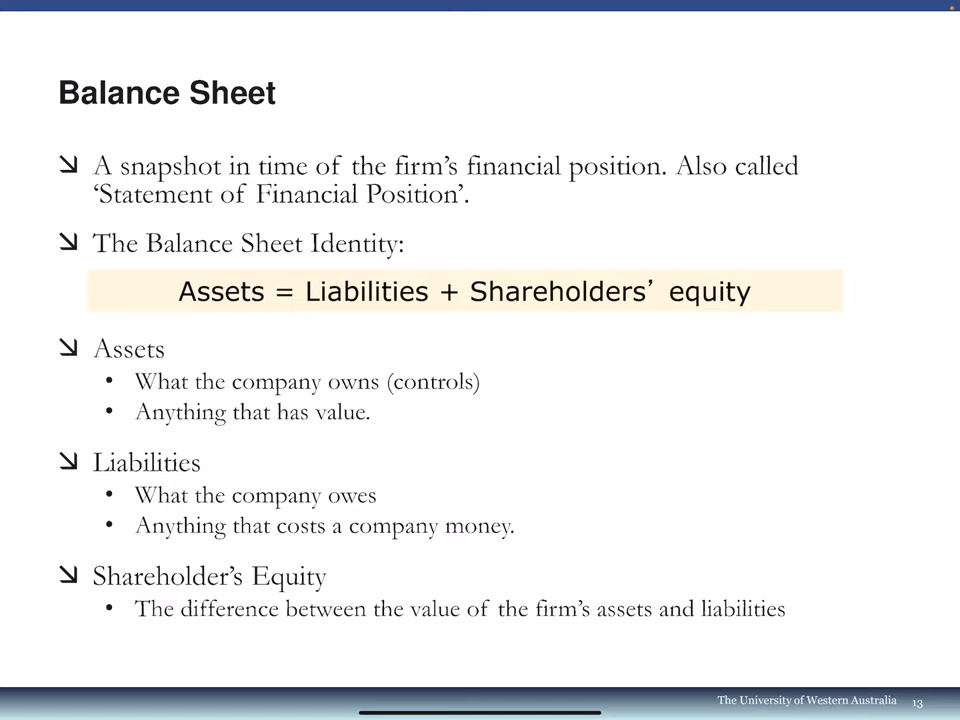 Balance Sheet
A snapshot in time of the firm's financial position. Also called
'Statement of Financial Position'.
The Balance Sheet Identity:
Assets = Liabilities + Shareholders' equity
Assets
• What the company owns (controls)
• Anything that has value.
Liabilities
• What the company owes
• Anything that costs a company money.
Shareholder's Equity
• The difference between the value of the firm's assets and liabilities
The University of Western Australia 13